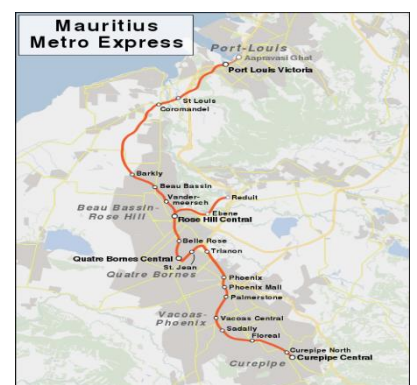 Mauritius
Metro Express
Port-Louis
Aapravasi Ghat
Port Louis Victoria
St Louis
Coromandel
Barkly
Beau Bassin
Vander-
meersch
Reduit
Beau Bassin-
Rose Hill
Ebene
Rose Hill Central
Belle Rose
Trianon
Quatre Bornes Central
St. Jean
Quatre Bornes
Phoenix
Phoenix Mall
Palmerstone
Vacoas-
Phoenix
Vacoas Central
Sadally
Floreal
Curepipe North
Curepipe Central
Curepipe